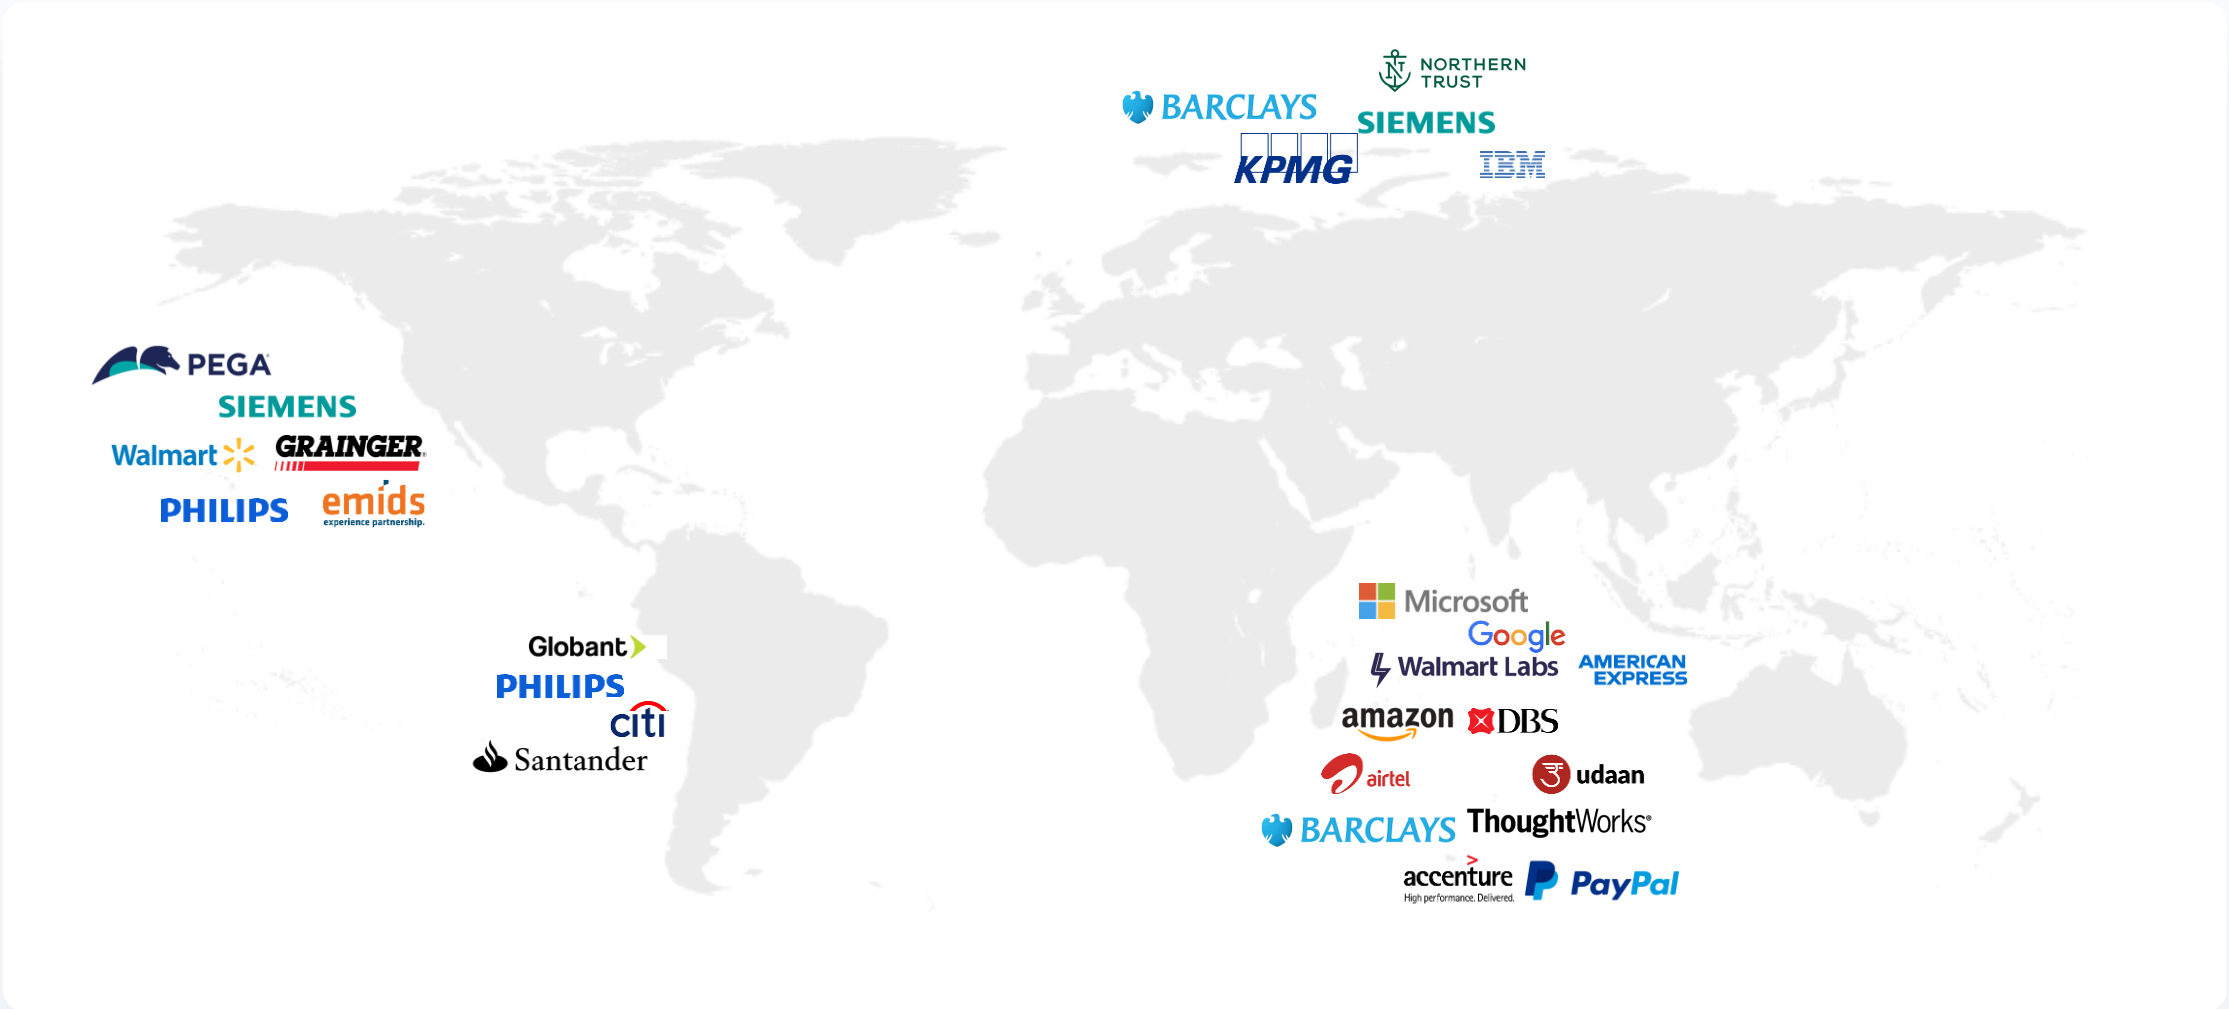 NORTHERN
TRUST
BARCLAYS
SIEMENS
KPMG
IBM
PEGA
SIEMENS
Walmart
GRAINGER
PHILIPS
emids
experience partnership.
Globant
PHILIPS
citi
Santander
Microsoft
Google
Walmart Labs
AMERICAN
EXPRESS
amazon
DBS
airtel
उ udaan
BARCLAYS
ThoughtWorks®
accenture
High performance. Delivered.
PayPal